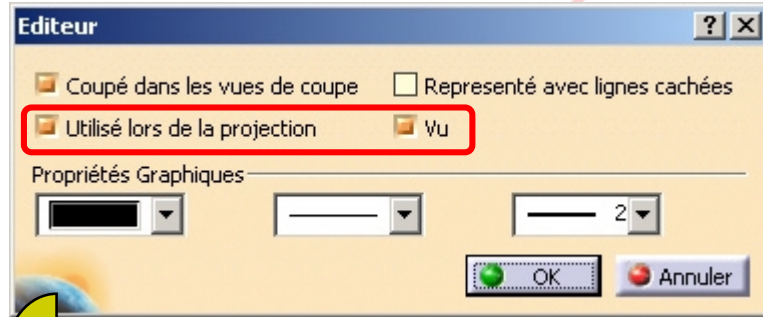 Editeur
Coupé dans les vues de coupe Representé avec lignes cachées
Utilisé lors de la projection Vu
Propriétés Graphiques
2
OK Annuler